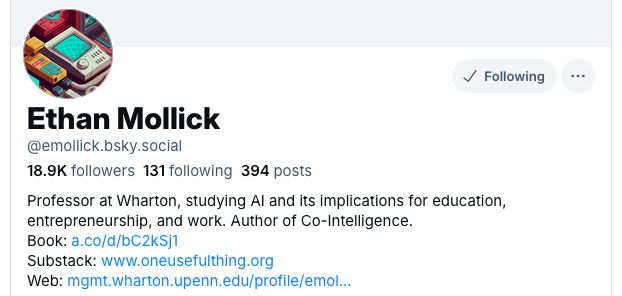 Following
Ethan Mollick
@emollick.bsky.social
18.9K followers 131 following 394 posts
Professor at Wharton, studying AI and its implications for education,
entrepreneurship, and work. Author of Co-Intelligence.
Book: a.co/d/bC2kSj1
Substack: www.oneusefulthing.org
Web: mgmt.wharton.upenn.edu/profile/emol...